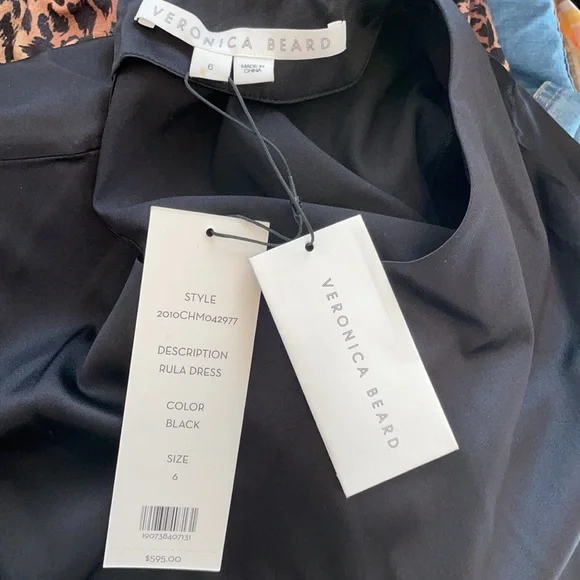 VERONICA BEARD
6
MADE IN
CHINA
STYLE
2010CHM042977
DESCRIPTION
RULA DRESS
COLOR
BLACK
SIZE
6
190738407131
$595.00
VERONICA BEARD